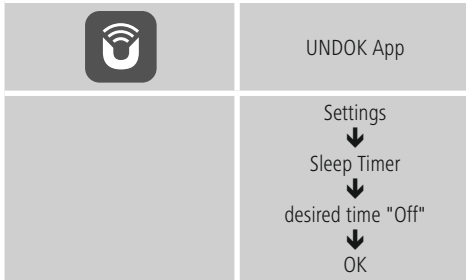 UNDOK App
Settings
Sleep Timer
desired time "Off"
OK